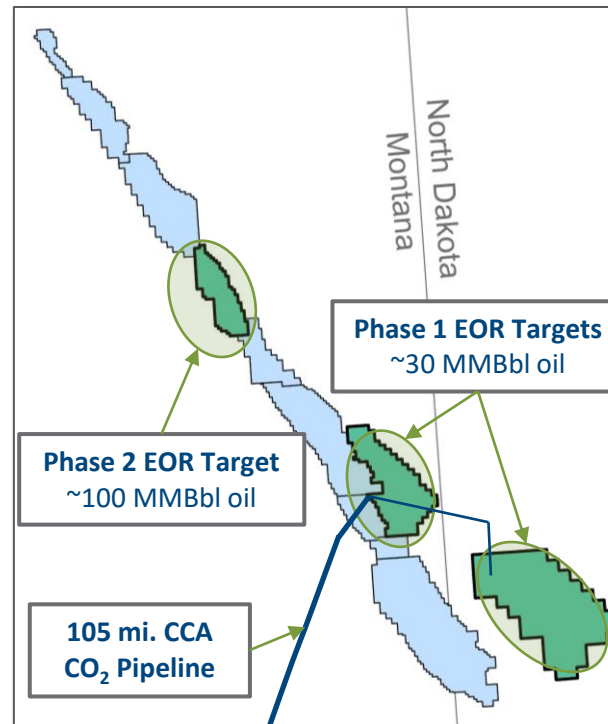 North Dakota
Montana
Phase 1 EOR Targets
~30 MMBbl oil
Phase 2 EOR Target
~100 MMBbl oil
105 mi. CCA
CO₂ Pipeline